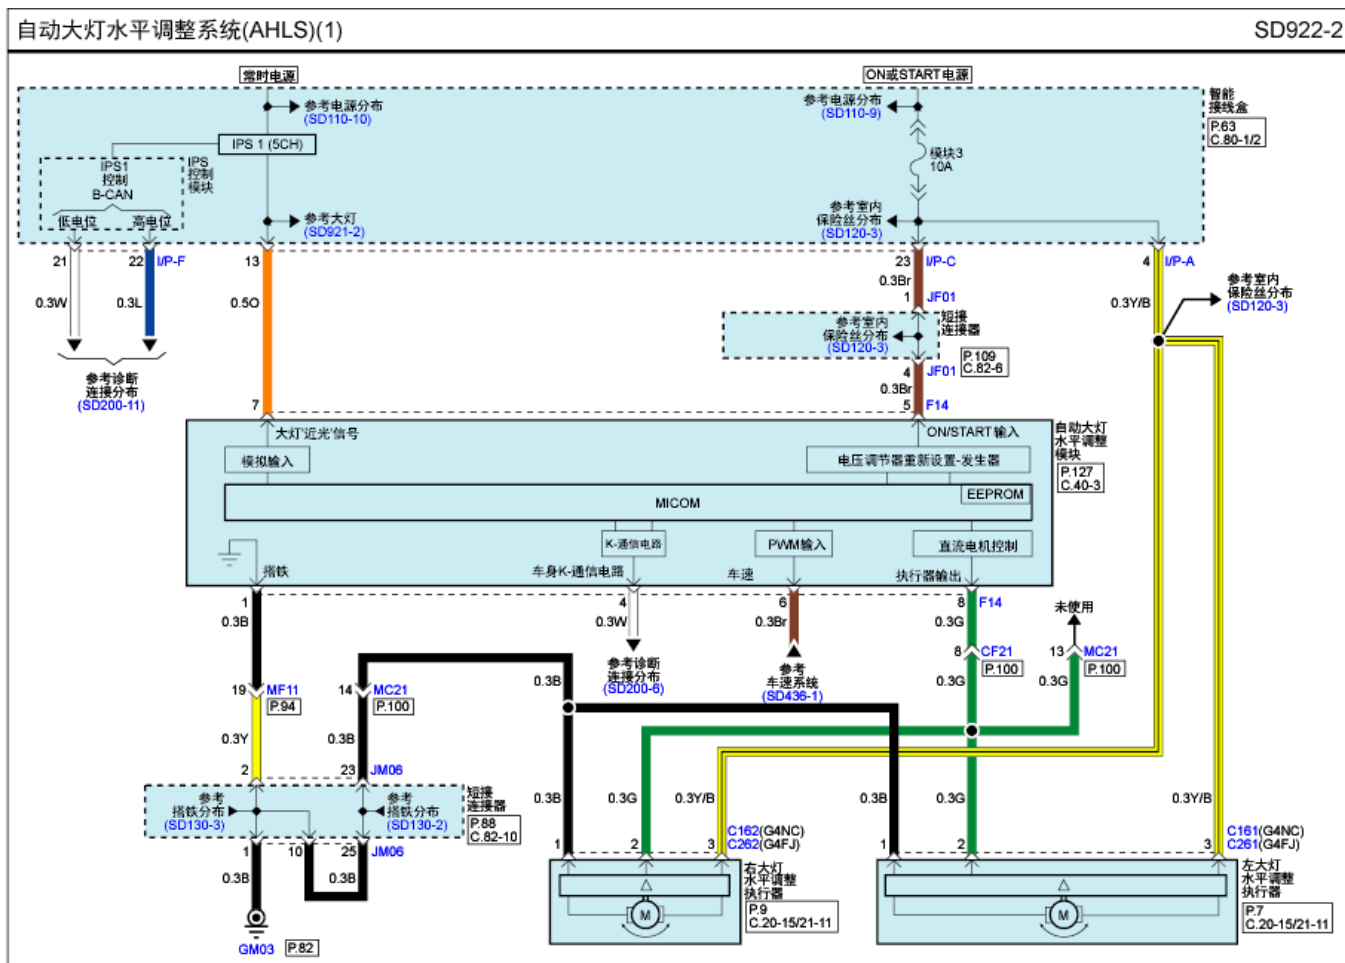 自动大灯水平调整系统(AHLS)(1)
SD922-2
常时电源
ON或START 电源
参考电源分布
(SD110-10)
参考电源分布
(SD110-9)
智能
接线盒
P.63
C.80-1/2
IPS 1 (5CH)
IPS1
控制
B-CAN
低电位
高电位
IPS
控制
模块
模块3
10A
参考大灯
(SD921-2)
参考室内
保险丝分布
(SD120-3)
21
22
I/P-F
13
23
I/P-C
4
I/P-A
0.3W
0.3L
0.5O
0.3Br
0.3Y/B
参考室内
保险丝分布
(SD120-3)
1
JF01
参考室内
保险丝分布
(SD120-3)
短接
连接器
P.109
C.82-6
4
JF01
0.3Br
参考诊断
连接分布
(SD200-11)
7
5
F14
大灯'近光'信号
ON/START 输入
自动大灯
水平调整
模块
P.127
C.40-3
模拟输入
电压调节器重新设置-发生器
MICOM
EEPROM
K-通信电路
PWM输入
直流电机控制
搭铁
车身K-通信电路
车速
执行器输出
1
4
6
8
F14
0.3B
0.3W
0.3Br
0.3G
未使用
参考诊断
连接分布
(SD200-6)
参考
车速系统
(SD436-1)
8
CF21
P.100
13
MC21
P.100
19
MF11
P.94
14
MC21
P.100
0.3B
0.3G
0.3G
0.3Y
0.3B
2
23
JM06
参考
搭铁分布
(SD130-3)
参考
搭铁分布
(SD130-2)
短接
连接器
P.88
C.82-10
1
10
25
JM06
0.3B
0.3B
GM03
P.82
0.3B
0.3G
0.3Y/B
0.3B
0.3G
0.3Y/B
1
2
3
C162(G4NC)
C262(G4FJ)
1
2
3
C161(G4NC)
C261(G4FJ)
M
右大灯
水平调整
执行器
P.9
C.20-15/21-11
M
左大灯
水平调整
执行器
P.7
C.20-15/21-11